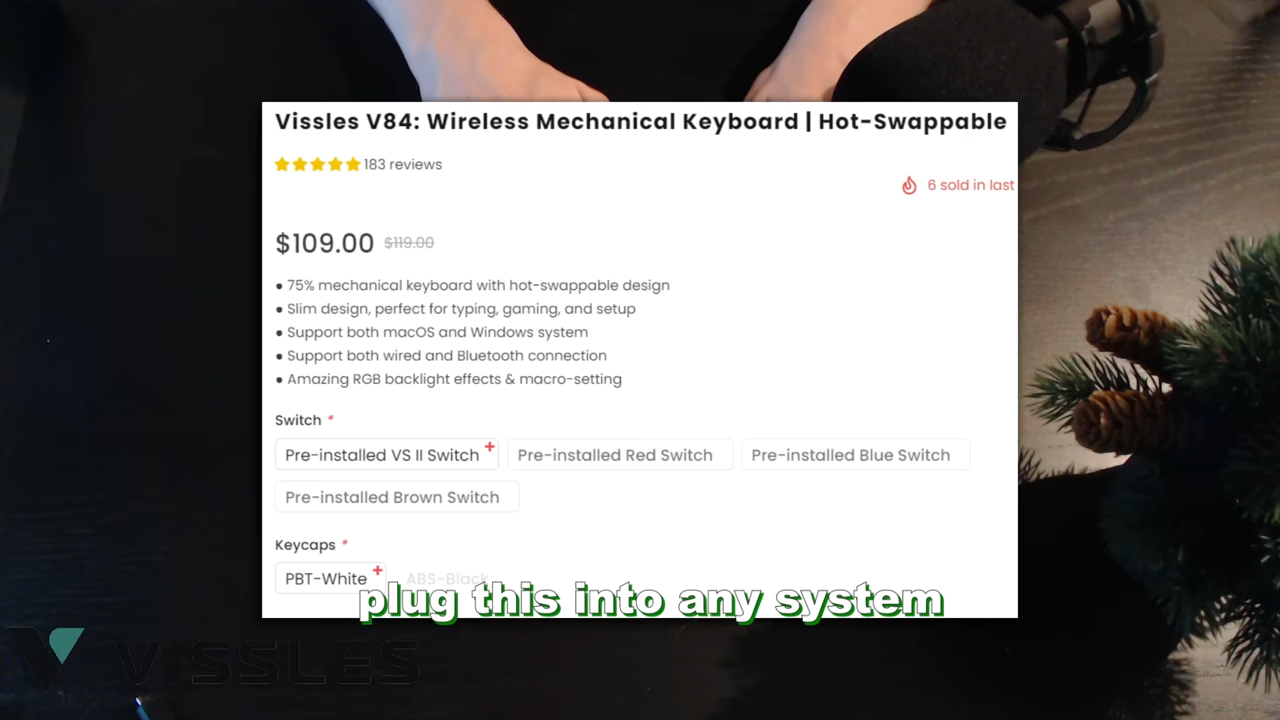 Vissles V84: Wireless Mechanical Keyboard | Hot-Swappable
183 reviews
6 sold in last
$109.00 $119.00
• 75% mechanical keyboard with hot-swappable design
• Slim design, perfect for typing, gaming, and setup
• Support both macOS and Windows system
• Support both wired and Bluetooth connection
• Amazing RGB backlight effects & macro-setting
Switch *
Pre-installed VS II Switch Pre-installed Red Switch Pre-installed Blue Switch
Pre-installed Brown Switch
Keycaps *
PBT-White ABS-Black
plug this into any system
VISSLES